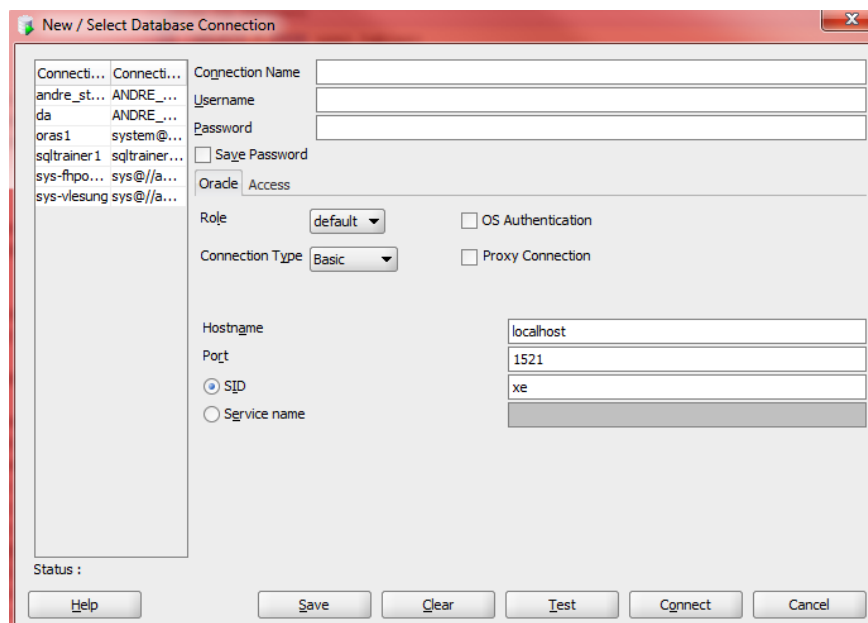 New / Select Database Connection
X
Connecti... Connecti...
andre_st... ANDRE_...
da ANDRE_...
oras1 system@...
sqltrainer1 sqltrainer...
sys-fhpo... sys@//a...
sys-vlesung sys@//a...
Connection Name
Username
Password
Save Password
Oracle Access
Role default OS Authentication
Connection Type Basic Proxy Connection
Hostname localhost
Port 1521
SID xe
Service name
Status :
Help Save Clear Test Connect Cancel